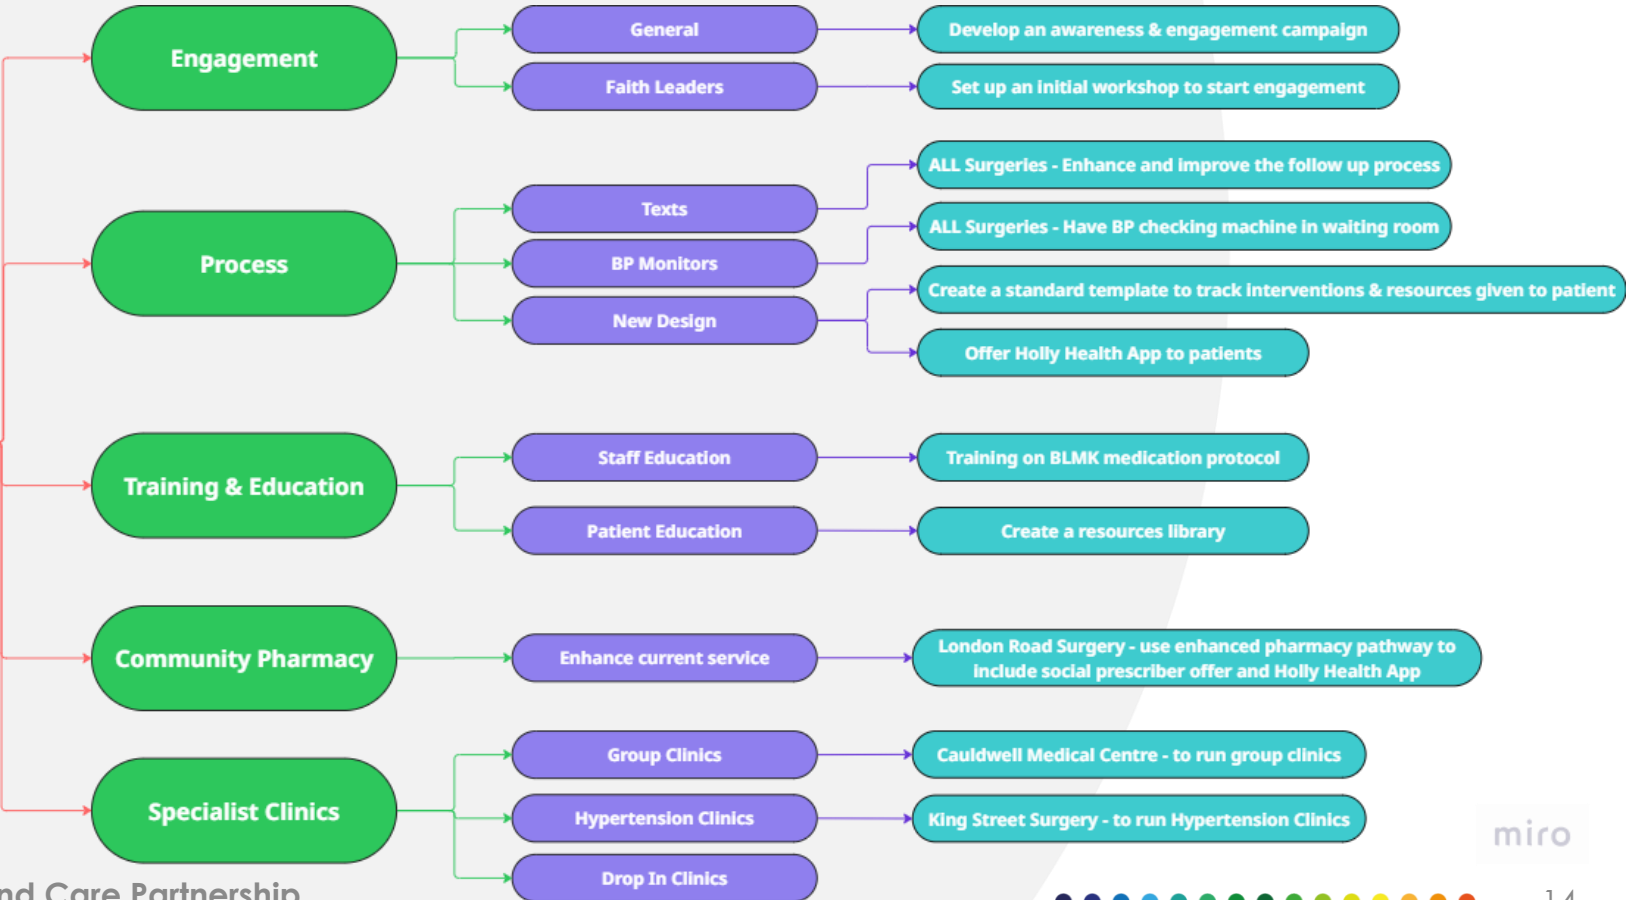 Engagement
General
Develop an awareness & engagement campaign
Faith Leaders
Set up an initial workshop to start engagement
Process
Texts
ALL Surgeries - Enhance and improve the follow up process
BP Monitors
ALL Surgeries - Have BP checking machine in waiting room
New Design
Create a standard template to track interventions & resources given to patient
Offer Holly Health App to patients
Training & Education
Staff Education
Training on BLMK medication protocol
Patient Education
Create a resources library
Community Pharmacy
Enhance current service
London Road Surgery - use enhanced pharmacy pathway to
include social prescriber offer and Holly Health App
Specialist Clinics
Group Clinics
Cauldwell Medical Centre - to run group clinics
Hypertension Clinics
King Street Surgery - to run Hypertension Clinics
Drop In Clinics
miro
nd Care Partnership
14